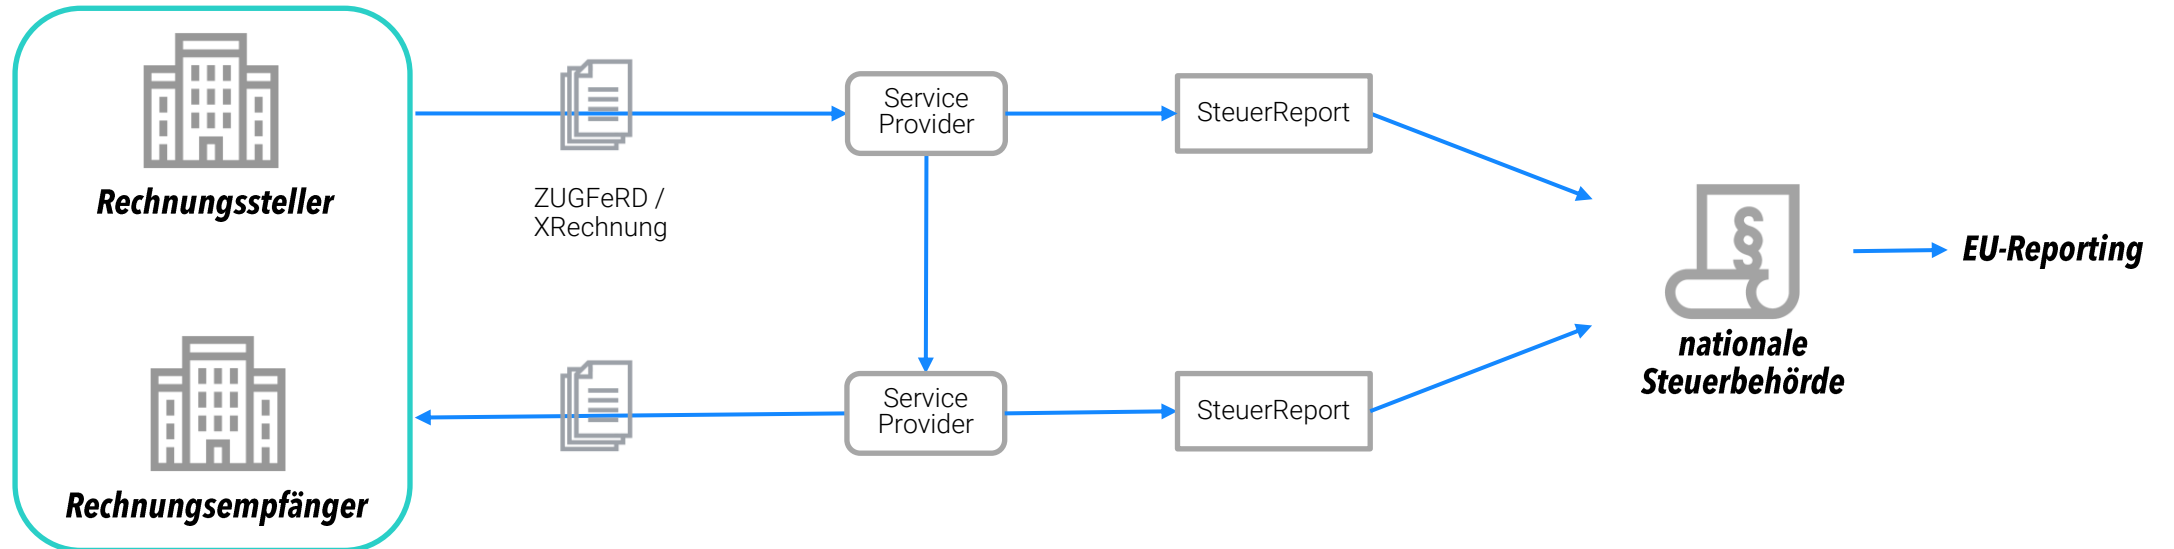 Rechnungssteller
ZUGFeRD /
XRechnung
Service
Provider
SteuerReport
§
nationale
Steuerbehörde
EU-Reporting
Rechnungsempfänger
Service
Provider
SteuerReport